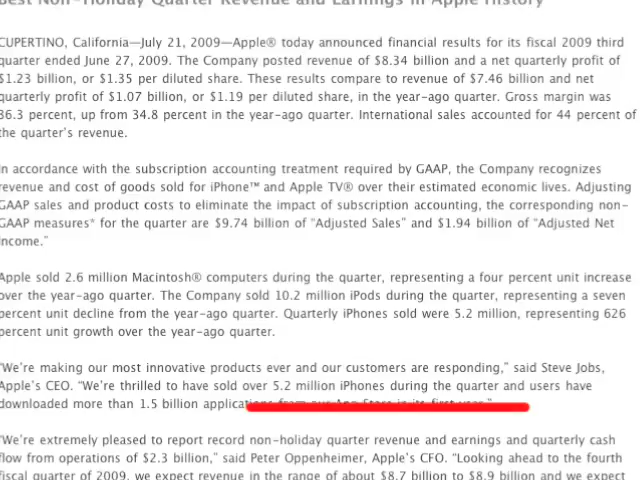 Best Non-Holiday Quarter Revenue and Earnings in Apple History
CUPERTINO, California—July 21, 2009—Apple® today announced financial results for its fiscal 2009 third
quarter ended June 27, 2009. The Company posted revenue of $8.34 billion and a net quarterly profit of
$1.23 billion, or $1.35 per diluted share. These results compare to revenue of $7.46 billion and net
quarterly profit of $1.07 billion, or $1.19 per diluted share, in the year-ago quarter. Gross margin was
36.3 percent, up from 34.8 percent in the year-ago quarter. International sales accounted for 44 percent of
the quarter's revenue.
In accordance with the subscription accounting treatment required by GAAP, the Company recognizes
revenue and cost of goods sold for iPhone™ and Apple TV® over their estimated economic lives. Adjusting
GAAP sales and product costs to eliminate the impact of subscription accounting, the corresponding non-
GAAP measures* for the quarter are $9.74 billion of “Adjusted Sales” and $1.94 billion of “Adjusted Net
Income.”
Apple sold 2.6 million Macintosh® computers during the quarter, representing a four percent unit increase
over the year-ago quarter. The Company sold 10.2 million iPods during the quarter, representing a seven
percent unit decline from the year-ago quarter. Quarterly iPhones sold were 5.2 million, representing 626
percent unit growth over the year-ago quarter.
“We're making our most innovative products ever and our customers are responding,” said Steve Jobs,
Apple's CEO. “We're thrilled to have sold over 5.2 million iPhones during the quarter and users have
downloaded more than 1.5 billion applications from our App Store in its first year.”
“We're extremely pleased to report record non-holiday quarter revenue and earnings and quarterly cash
flow from operations of $2.3 billion,” said Peter Oppenheimer, Apple's CFO. “Looking ahead to the fourth
fiscal quarter of 2009, we expect revenue in the range of about $8.7 billion to $8.9 billion and we expect